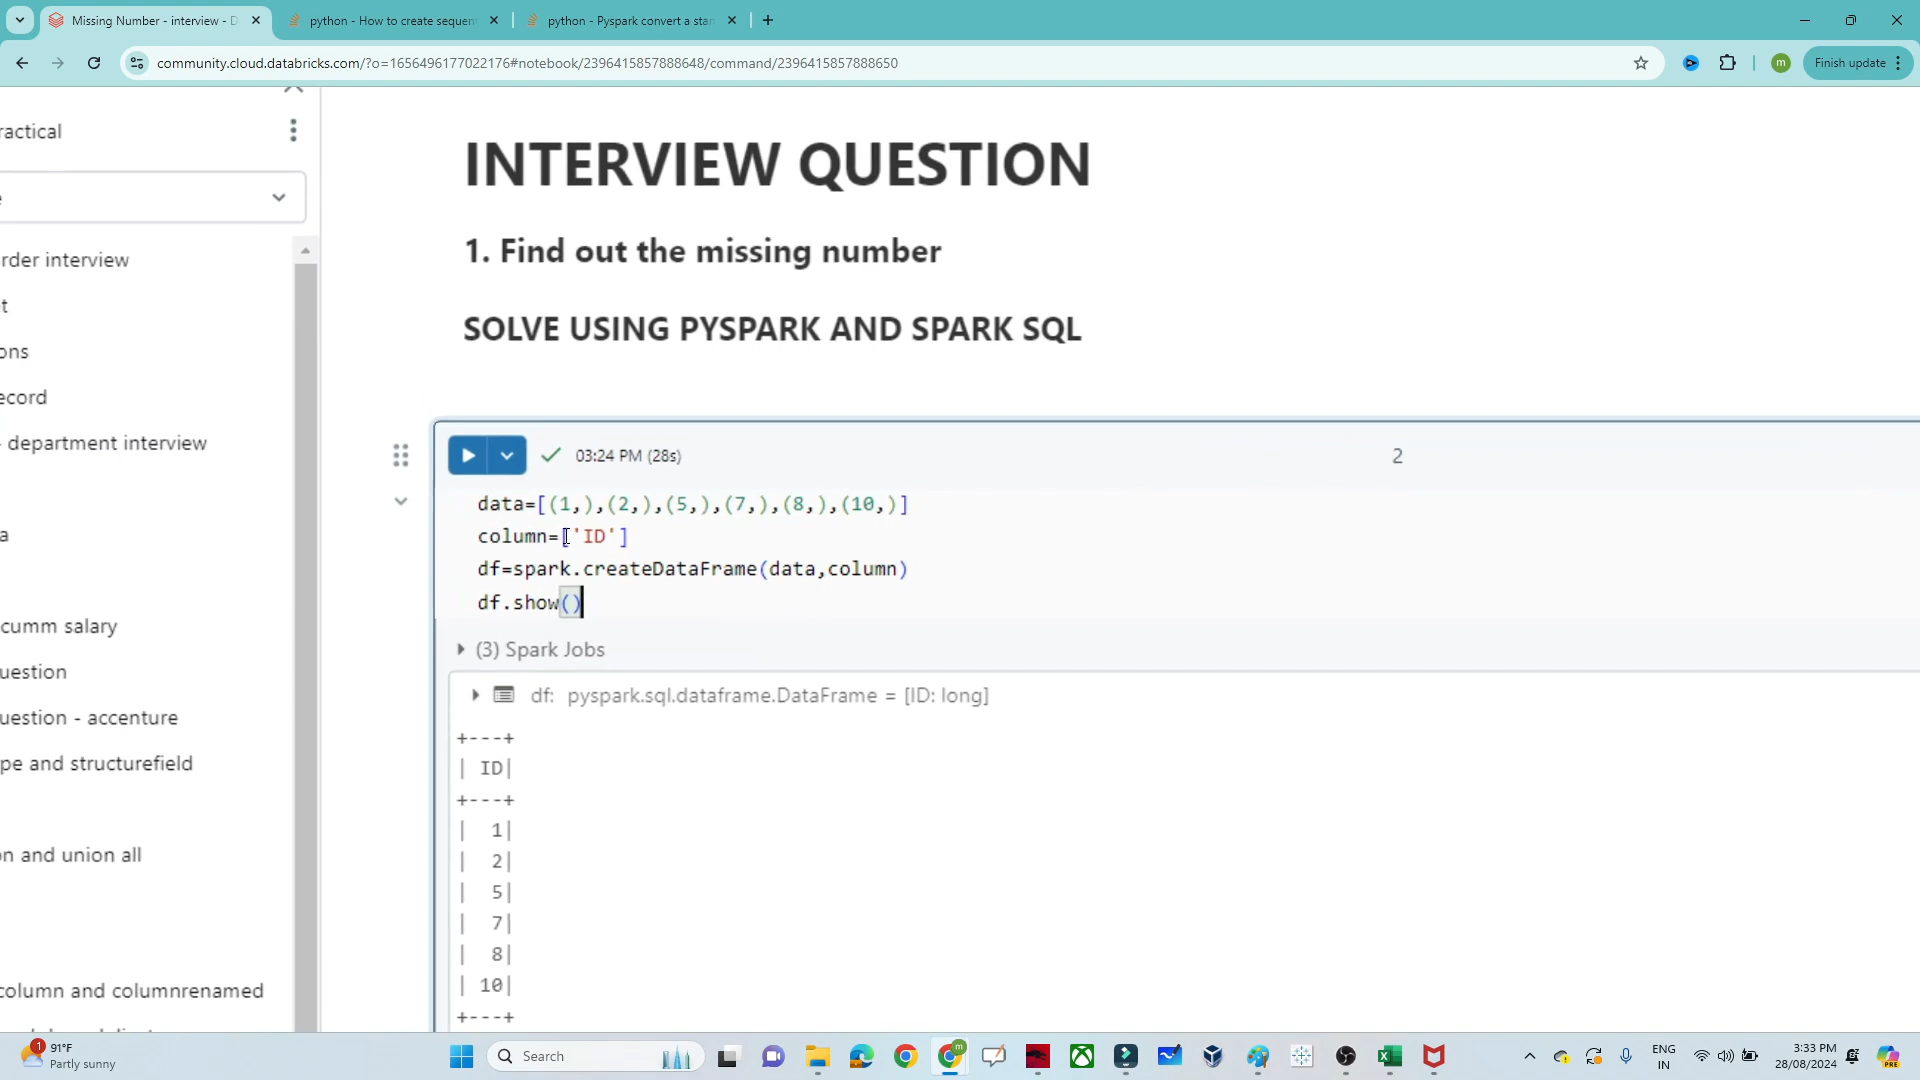 Missing Number - interview - D
python - How to create sequen
python - Pyspark convert a stan
community.cloud.databricks.com/?o=1656496177022176#notebook/2396415857888648/command/2396415857888650
m
Finish update
ractical
e
rder interview
t
ons
ecord
- department interview
a
cumm salary
uestion
uestion - accenture
pe and structurefield
on and union all
column and columnrenamed
INTERVIEW QUESTION
1. Find out the missing number
SOLVE USING PYSPARK AND SPARK SQL
03:24 PM (28s)
2
data=[(1,),(2,),(5,),(7,),(8,),(10,)]
column=['ID']
df=spark.createDataFrame(data,column)
df.show()
(3) Spark Jobs
df: pyspark.sql.dataframe.DataFrame = [ID: long]
+---+
| ID|
+---+
|  1|
|  2|
|  5|
|  7|
|  8|
| 10|
+---+
1
91°F
Partly sunny
Search
m
ENG
IN
3:33 PM
28/08/2024
PRE